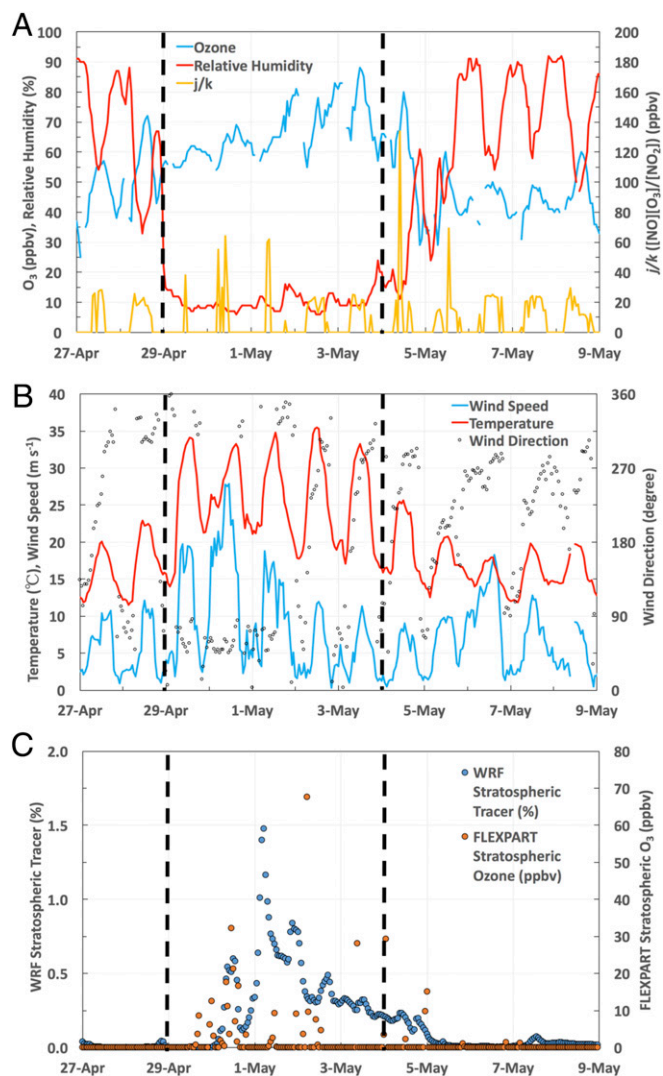 A
Ozone
Relative Humidity
j/k
O₃ (ppbv), Relative Humidity (%)
100
90
80
70
60
50
40
30
20
10
0
j/k ([NO][O₃]/[NO₂]) (ppbv)
200
180
160
140
120
100
80
60
40
20
0
27-Apr 29-Apr 1-May 3-May 5-May 7-May 9-May
B
Wind Speed
Temperature
Wind Direction
Temperature (℃), Wind Speed (m s⁻¹)
40
35
30
25
20
15
10
5
0
Wind Direction (degree)
360
270
180
90
0
27-Apr 29-Apr 1-May 3-May 5-May 7-May 9-May
C
WRF
Stratospheric
Tracer (%)
FLEXPART
Stratospheric
Ozone (ppbv)
WRF Stratospheric Tracer (%)
2.0
1.5
1.0
0.5
0.0
FLEXPART Stratospheric O₃ (ppbv)
80
70
60
50
40
30
20
10
0
27-Apr 29-Apr 1-May 3-May 5-May 7-May 9-May